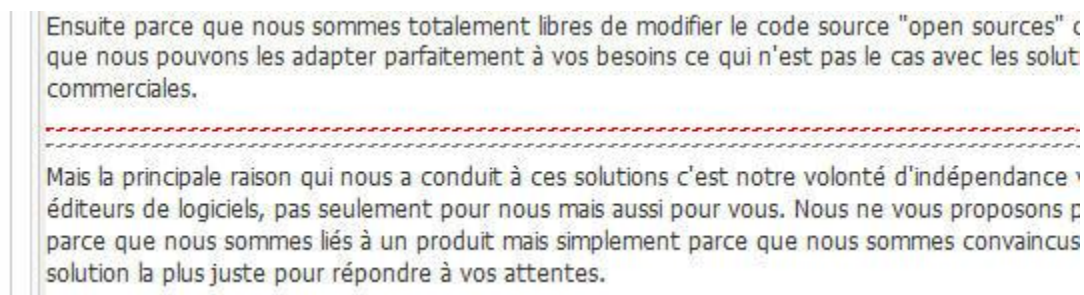 Ensuite parce que nous sommes totalement libres de modifier le code source "open sources"
que nous pouvons les adapter parfaitement à vos besoins ce qui n'est pas le cas avec les
commerciales.
Mais la principale raison qui nous a conduit à ces solutions c'est notre volonté d'indépendance
éditeurs de logiciels, pas seulement pour nous mais aussi pour vous. Nous ne vous proposons
parce que nous sommes liés à un produit mais simplement parce que nous sommes convaincus
solution la plus juste pour répondre à vos attentes.